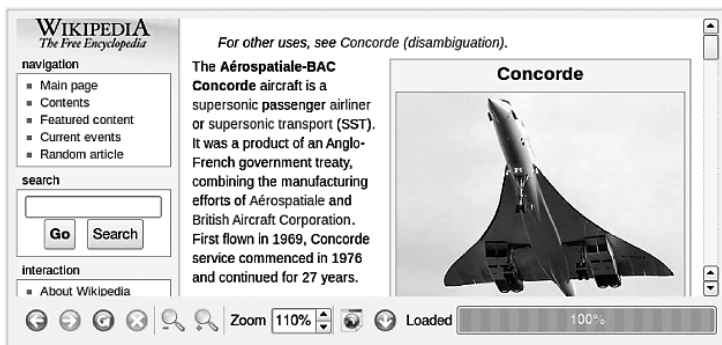 WIKIPEDIA
The Free Encyclopedia
navigation
Main page
Contents
Featured content
Current events
Random article
search
Go Search
interaction
About Wikipedia
For other uses, see Concorde (disambiguation).
The Aérospatiale-BAC
Concorde aircraft is a
supersonic passenger airliner
or supersonic transport (SST).
It was a product of an Anglo-
French government treaty,
combining the manufacturing
efforts of Aérospatiale and
British Aircraft Corporation.
First flown in 1969, Concorde
service commenced in 1976
and continued for 27 years.
Concorde
Zoom 110% Loaded 100%